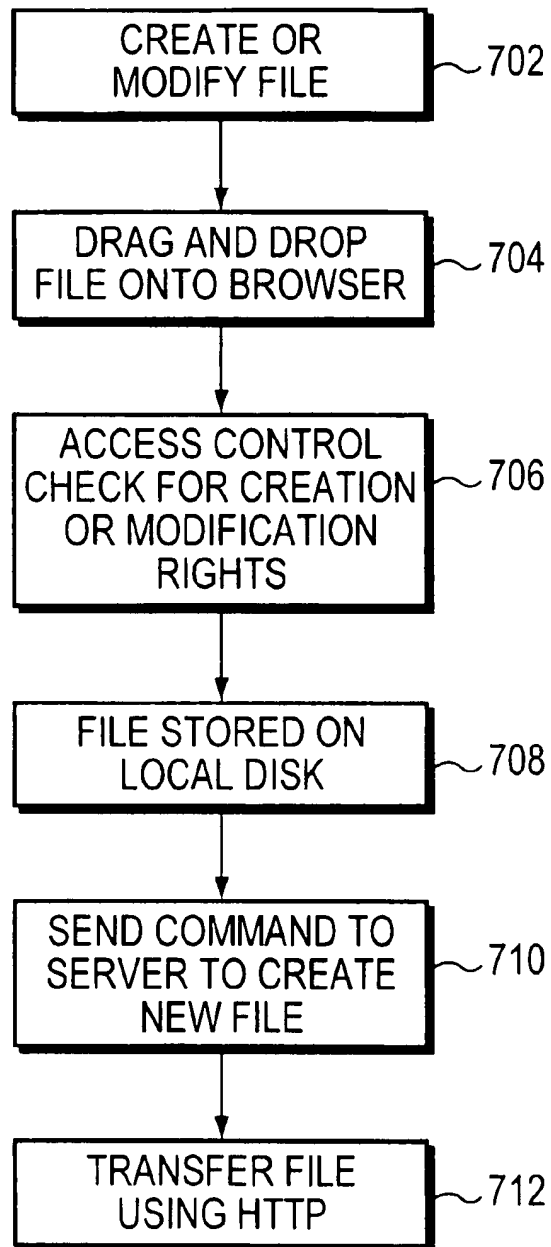 CREATE OR
MODIFY FILE
702
DRAG AND DROP
FILE ONTO BROWSER
704
ACCESS CONTROL
CHECK FOR CREATION
OR MODIFICATION
RIGHTS
706
FILE STORED ON
LOCAL DISK
708
SEND COMMAND TO
SERVER TO CREATE
NEW FILE
710
TRANSFER FILE
USING HTTP
712